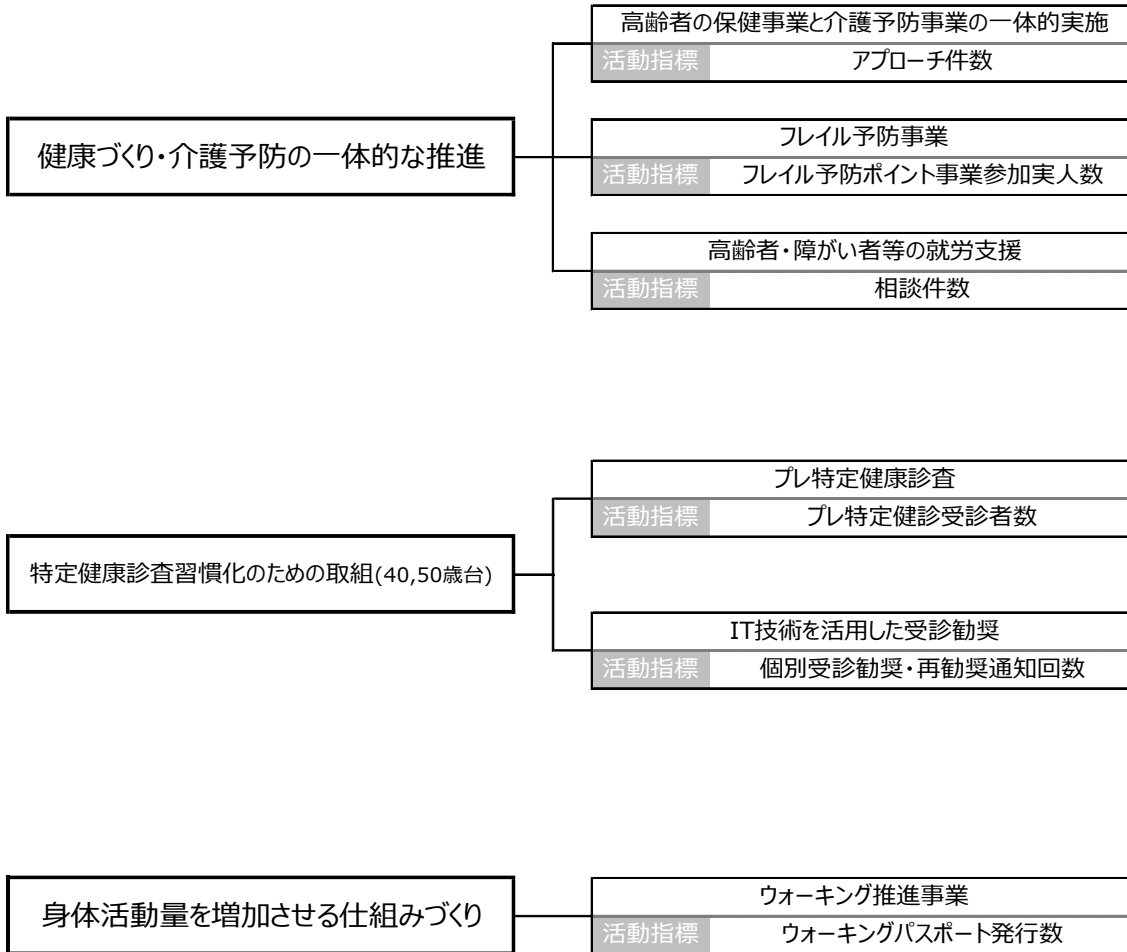 高齢者の保健事業と介護予防事業の一体的実施
活動指標 アプローチ件数
健康づくり・介護予防の一体的な推進
フレイル予防事業
活動指標 フレイル予防ポイント事業参加実人数
高齢者・障がい者等の就労支援
活動指標 相談件数
プレ特定健康診査
活動指標 プレ特定健診受診者数
特定健康診査習慣化のための取組(40,50歳台)
IT技術を活用した受診勧奨
活動指標 個別受診勧奨・再勧奨通知回数
身体活動量を増加させる仕組みづくり
ウォーキング推進事業
活動指標 ウォーキングパスポート発行数